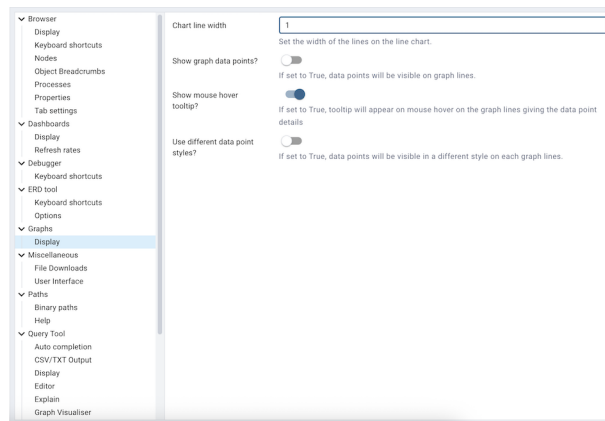 Browser
Display
Keyboard shortcuts
Nodes
Object Breadcrumbs
Processes
Properties
Tab settings
Dashboards
Display
Refresh rates
Debugger
Keyboard shortcuts
ERD tool
Keyboard shortcuts
Options
Graphs
Display
Miscellaneous
File Downloads
User Interface
Paths
Binary paths
Help
Query Tool
Auto completion
CSV/TXT Output
Display
Editor
Explain
Graph Visualiser
Chart line width
1
Set the width of the lines on the line chart.
Show graph data points?
If set to True, data points will be visible on graph lines.
Show mouse hover
tooltip?
If set to True, tooltip will appear on mouse hover on the graph lines giving the data point
details
Use different data point
styles?
If set to True, data points will be visible in a different style on each graph lines.